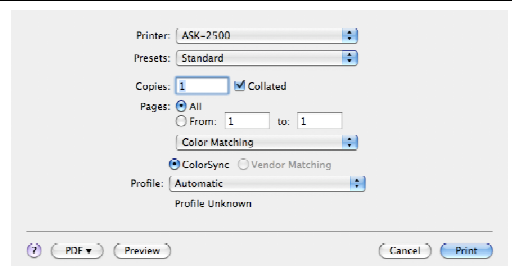 Printer: ASK-2500
Presets: Standard
Copies: 1 Collated
Pages: All
From: 1 to: 1
Color Matching
ColorSync Vendor Matching
Profile: Automatic
Profile Unknown
? PDF ▾ Preview Cancel Print